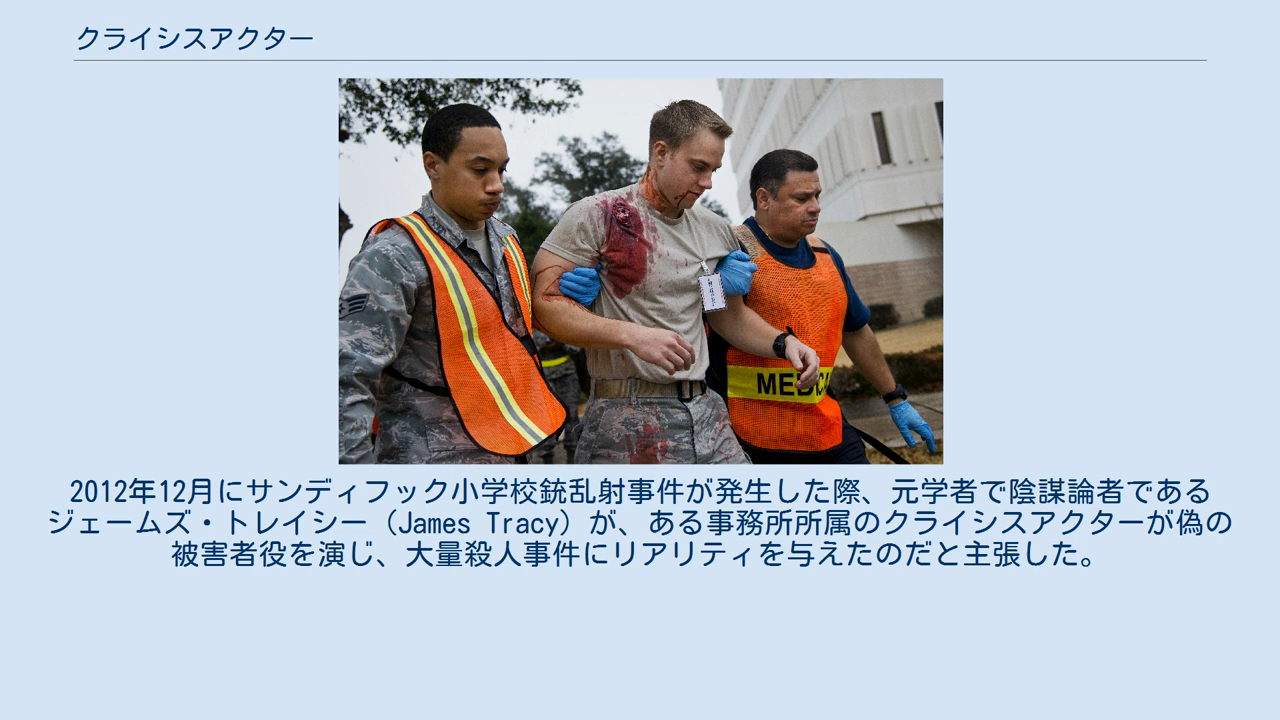 クライシスアクター
MEDIC
2012年12月にサンディフック小学校銃乱射事件が発生した際、元学者で陰謀論者である
ジェームズ・トレイシー（James Tracy）が、ある事務所所属のクライシスアクターが偽の
被害者役を演じ、大量殺人事件にリアリティを与えたのだと主張した。